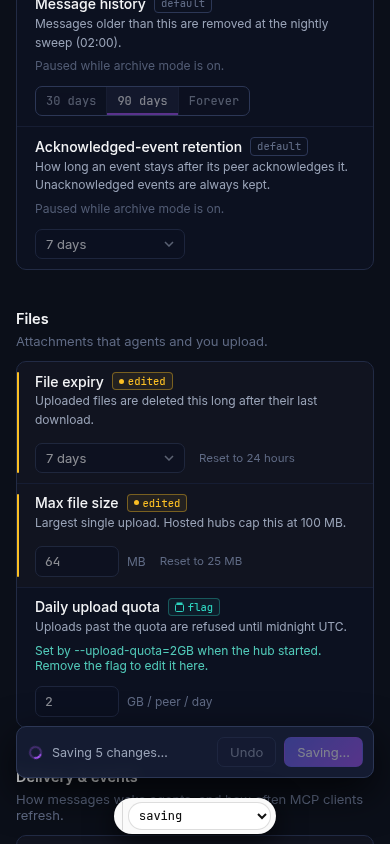 Message history default
Messages older than this are removed at the nightly
sweep (02:00).
Paused while archive mode is on.
30 days 90 days Forever
Acknowledged-event retention default
How long an event stays after its peer acknowledges it.
Unacknowledged events are always kept.
Paused while archive mode is on.
7 days
Files
Attachments that agents and you upload.
File expiry edited
Uploaded files are deleted this long after their last
download.
7 days Reset to 24 hours
Max file size edited
Largest single upload. Hosted hubs cap this at 100 MB.
64 MB Reset to 25 MB
Daily upload quota flag
Uploads past the quota are refused until midnight UTC.
Set by --upload-quota=2GB when the hub started.
Remove the flag to edit it here.
2 GB / peer / day
Saving 5 changes... Undo Saving...
Delivery & events
How messages often MCP clients
refresh.
saving